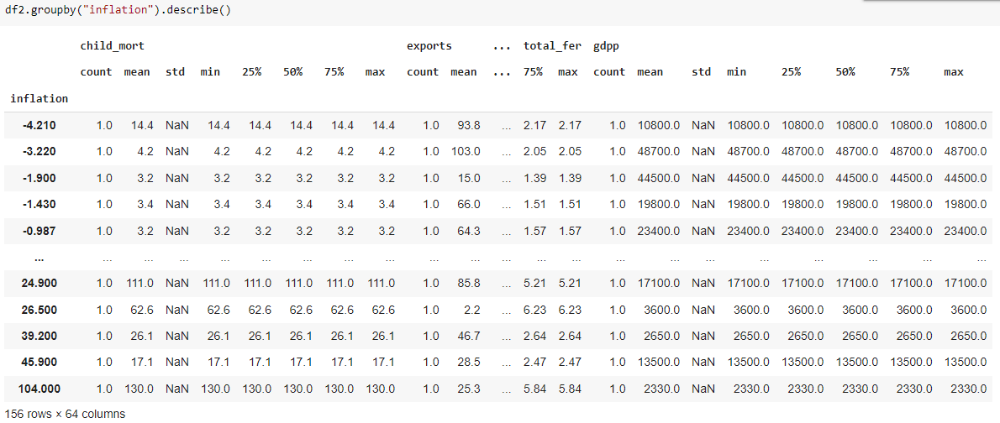 df2.groupby("inflation").describe()
child_mort exports ... total_fer gdpp
count mean std min 25% 50% 75% max count mean ... 75% max count mean std min 25% 50% 75% max
inflation
-4.210 1.0 14.4 NaN 14.4 14.4 14.4 14.4 14.4 1.0 93.8 ... 2.17 2.17 1.0 10800.0 NaN 10800.0 10800.0 10800.0 10800.0 10800.0
-3.220 1.0 4.2 NaN 4.2 4.2 4.2 4.2 4.2 1.0 103.0 ... 2.05 2.05 1.0 48700.0 NaN 48700.0 48700.0 48700.0 48700.0 48700.0
-1.900 1.0 3.2 NaN 3.2 3.2 3.2 3.2 3.2 1.0 15.0 ... 1.39 1.39 1.0 44500.0 NaN 44500.0 44500.0 44500.0 44500.0 44500.0
-1.430 1.0 3.4 NaN 3.4 3.4 3.4 3.4 3.4 1.0 66.0 ... 1.51 1.51 1.0 19800.0 NaN 19800.0 19800.0 19800.0 19800.0 19800.0
-0.987 1.0 3.2 NaN 3.2 3.2 3.2 3.2 3.2 1.0 64.3 ... 1.57 1.57 1.0 23400.0 NaN 23400.0 23400.0 23400.0 23400.0 23400.0
... ... ... ... ... ... ... ... ... ... ... ... ... ... ... ... ... ... ... ... ... ...
24.900 1.0 111.0 NaN 111.0 111.0 111.0 111.0 111.0 1.0 85.8 ... 5.21 5.21 1.0 17100.0 NaN 17100.0 17100.0 17100.0 17100.0 17100.0
26.500 1.0 62.6 NaN 62.6 62.6 62.6 62.6 62.6 1.0 2.2 ... 6.23 6.23 1.0 3600.0 NaN 3600.0 3600.0 3600.0 3600.0 3600.0
39.200 1.0 26.1 NaN 26.1 26.1 26.1 26.1 26.1 1.0 46.7 ... 2.64 2.64 1.0 2650.0 NaN 2650.0 2650.0 2650.0 2650.0 2650.0
45.900 1.0 17.1 NaN 17.1 17.1 17.1 17.1 17.1 1.0 28.5 ... 2.47 2.47 1.0 13500.0 NaN 13500.0 13500.0 13500.0 13500.0 13500.0
104.000 1.0 130.0 NaN 130.0 130.0 130.0 130.0 130.0 1.0 25.3 ... 5.84 5.84 1.0 2330.0 NaN 2330.0 2330.0 2330.0 2330.0 2330.0
156 rows × 64 columns